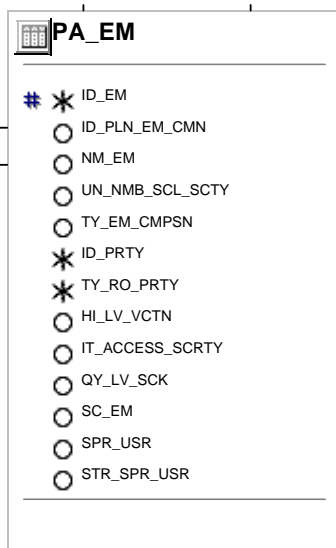 PA_EM
# * ID_EM
ID_PLN_EM_CMN
NM_EM
UN_NMB_SCL_SCTY
TY_EM_CMPSN
* ID_PRTY
* TY_RO_PRTY
HI_LV_VCTN
IT_ACCESS_SCRTY
QY_LV_SCK
SC_EM
SPR_USR
STR_SPR_USR